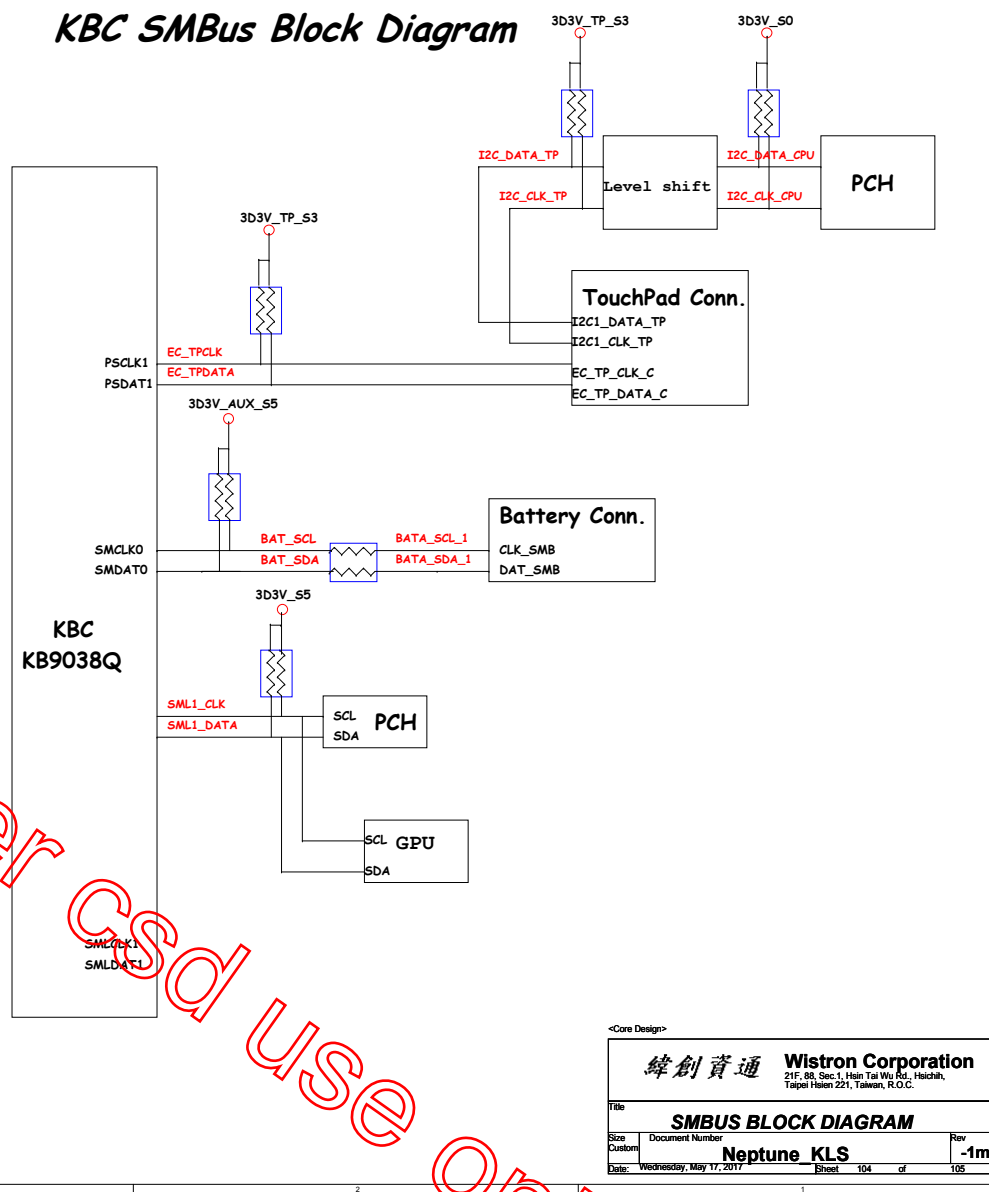 KBC SMBus Block Diagram
3D3V_TP_S3
3D3V_S0
I2C_DATA_TP
I2C_DATA_CPU
Level shift
PCH
I2C_CLK_TP
I2C_CLK_CPU
3D3V_TP_S3
TouchPad Conn.
I2C1_DATA_TP
I2C1_CLK_TP
EC_TP_CLK_C
EC_TP_DATA_C
PSCLK1
EC_TPCLK
PSDAT1
EC_TPDATA
3D3V_AUX_S5
Battery Conn.
SMCLK0
BAT_SCL
BATA_SCL_1
CLK_SMB
SMDAT0
BAT_SDA
BATA_SDA_1
DAT_SMB
3D3V_S5
KBC
KB9038Q
SML1_CLK
SML1_DATA
SCL
SDA
PCH
SCL
GPU
SDA
SMLCLK1
SMLDAT1
csd use
<Core Design>
緯創資通
Wistron Corporation
21F, 88, Sec.1, Hsin Tai Wu Rd., Hsichih,
Taipei Hsien 221, Taiwan, R.O.C.
Title
SMBUS BLOCK DIAGRAM
Size
Custom
Document Number
Neptune_KLS
Rev
-1m
Date:
Wednesday, May 17, 2017
Sheet 104 of 105
2
1